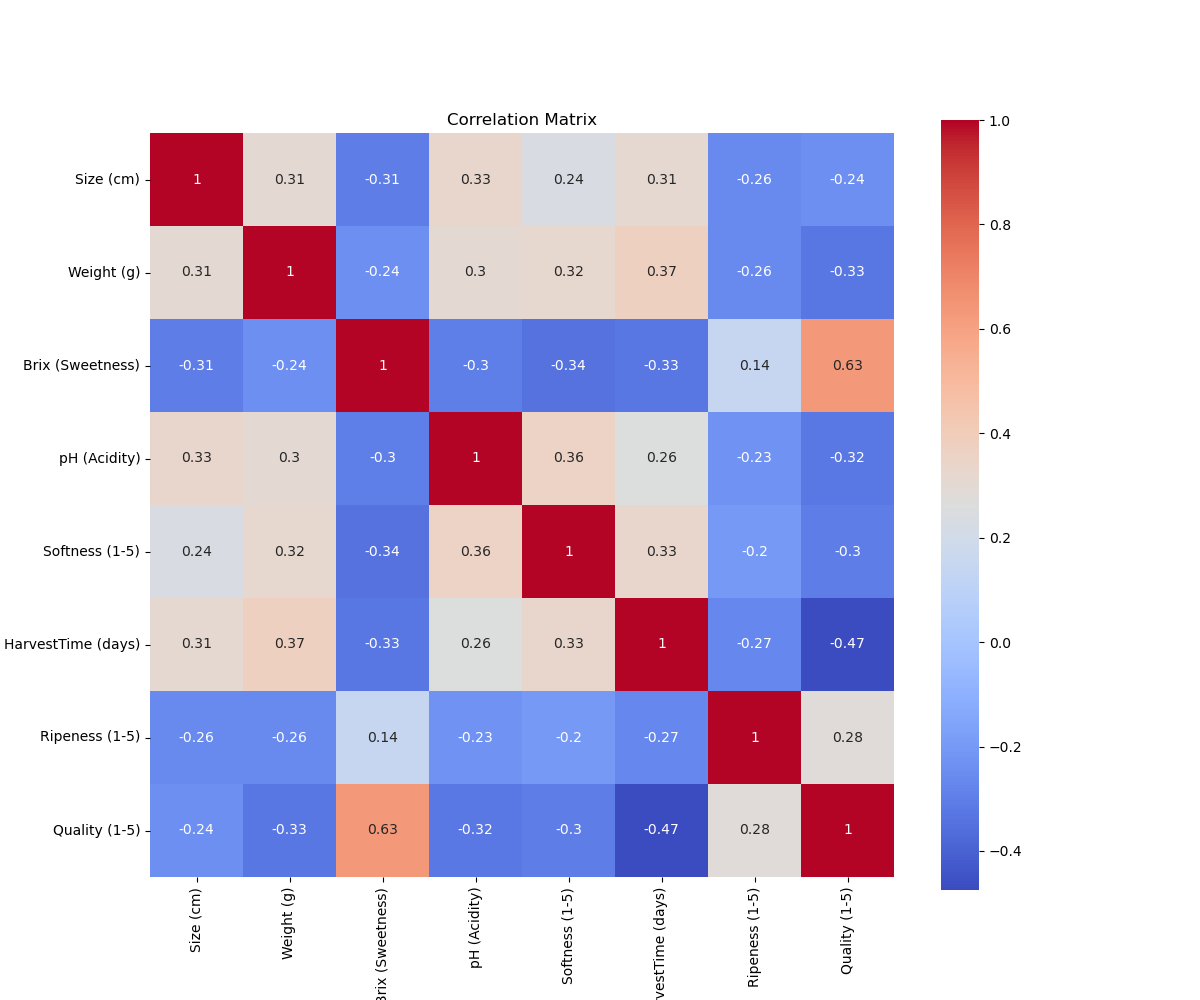 Correlation Matrix
Size (cm) 1 0.31 -0.31 0.33 0.24 0.31 -0.26 -0.24
Weight (g) 0.31 1 -0.24 0.3 0.32 0.37 -0.26 -0.33
Brix (Sweetness) -0.31 -0.24 1 -0.3 -0.34 -0.33 0.14 0.63
pH (Acidity) 0.33 0.3 -0.3 1 0.36 0.26 -0.23 -0.32
Softness (1-5) 0.24 0.32 -0.34 0.36 1 0.33 -0.2 -0.3
HarvestTime (days) 0.31 0.37 -0.33 0.26 0.33 1 -0.27 -0.47
Ripeness (1-5) -0.26 -0.26 0.14 -0.23 -0.2 -0.27 1 0.28
Quality (1-5) -0.24 -0.33 0.63 -0.32 -0.3 -0.47 0.28 1
Size (cm)
Weight (g)
Brix (Sweetness)
pH (Acidity)
Softness (1-5)
vestTime (days)
Ripeness (1-5)
Quality (1-5)
1.0
0.8
0.6
0.4
0.2
0.0
−0.2
−0.4